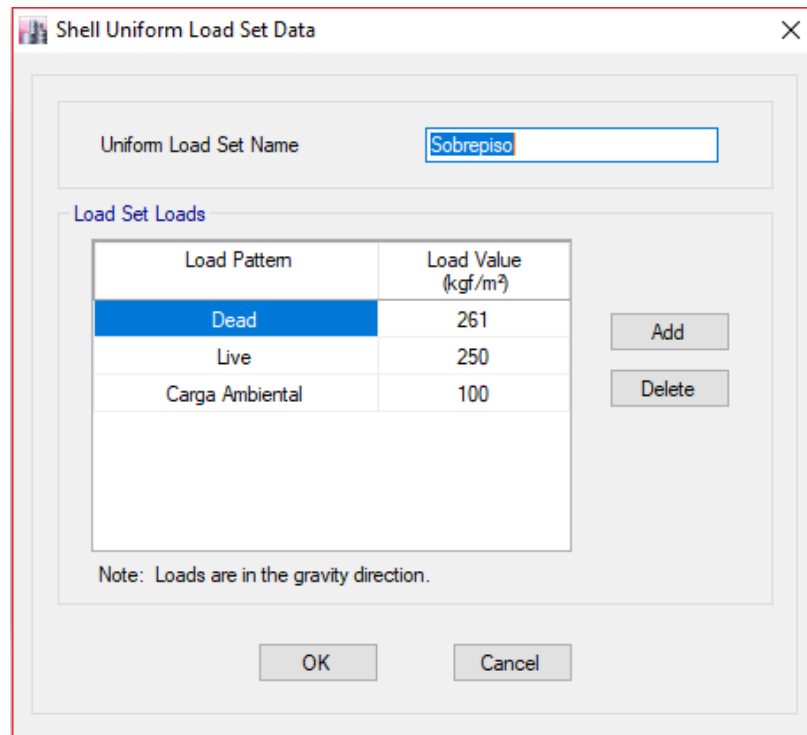 Shell Uniform Load Set Data
Uniform Load Set Name
Sobrepiso
Load Set Loads
Load Pattern
Load Value
(kgf/m²)
Dead
261
Live
250
Carga Ambiental
100
Add
Delete
Note: Loads are in the gravity direction.
OK
Cancel